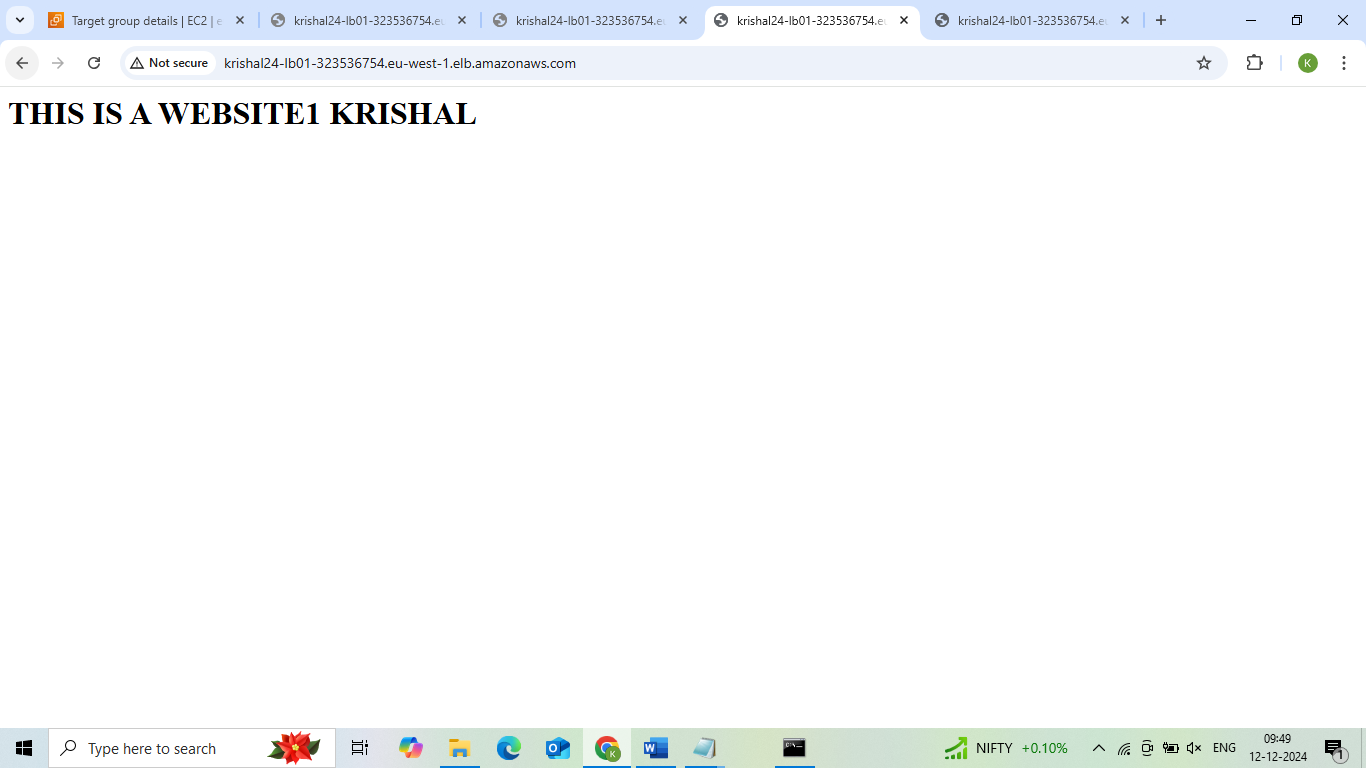 Target group details | EC2 | e
krishal24-lb01-323536754.eu
krishal24-lb01-323536754.eu
krishal24-lb01-323536754.eu
krishal24-lb01-323536754.eu
Not secure
krishal24-lb01-323536754.eu-west-1.elb.amazonaws.com
K
THIS IS A WEBSITE1 KRISHAL
Type here to search
K
NIFTY +0.10%
ENG
09:49
12-12-2024
1